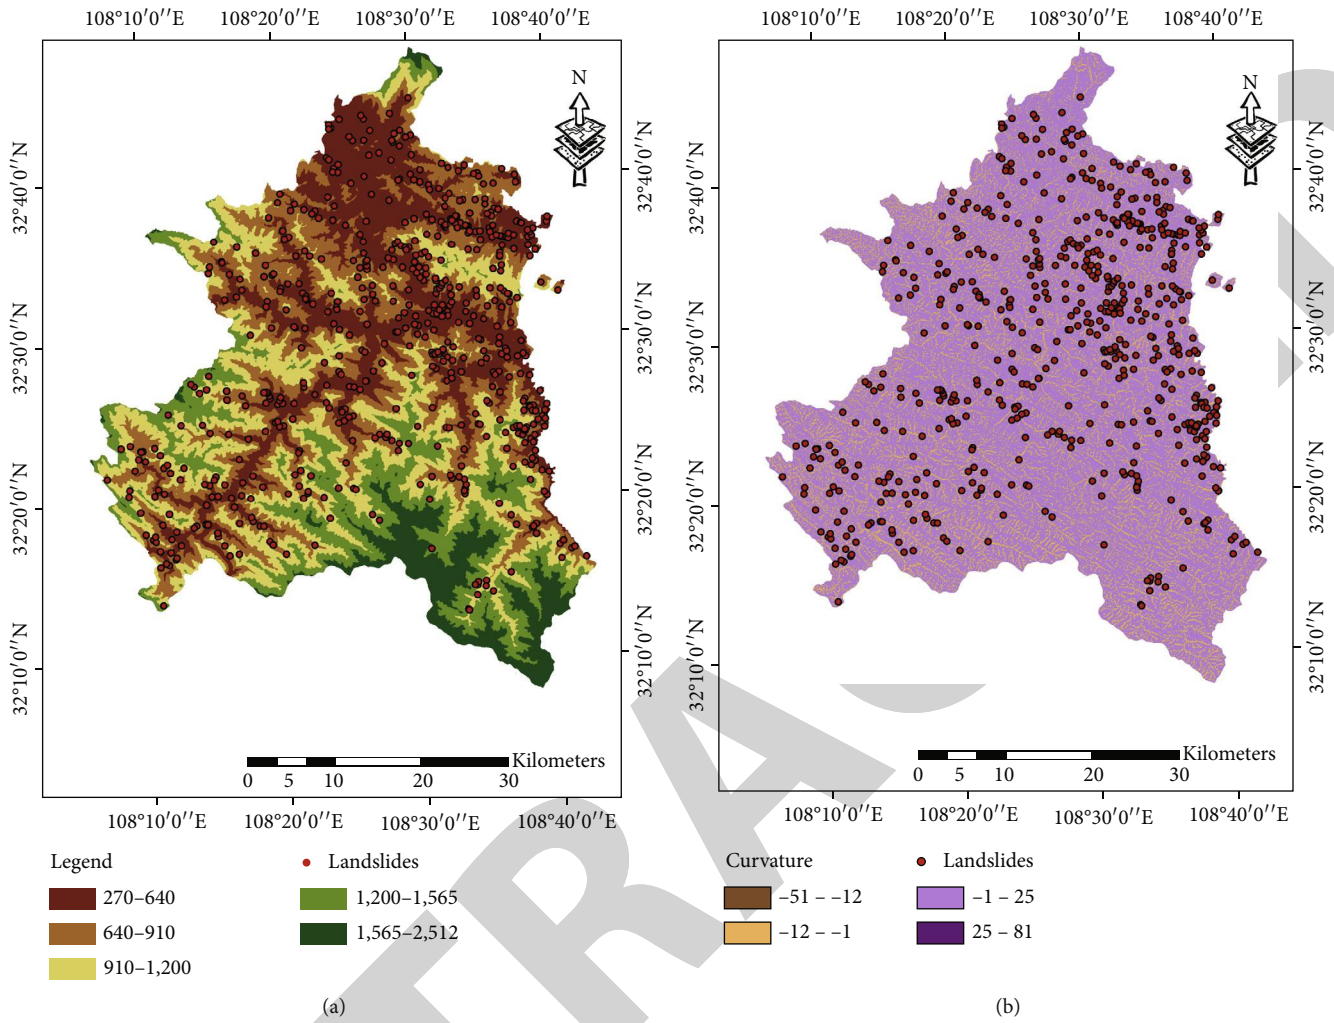 108°10′0′′E 108°20′0′′E 108°30′0′′E 108°40′0′′E
108°10′0′′E 108°20′0′′E 108°30′0′′E 108°40′0′′E
N
N
32°40′0′′N
32°30′0′′N
32°20′0′′N
32°10′0′′N
32°40′0′′N
32°30′0′′N
32°20′0′′N
32°10′0′′N
32°40′0′′N
32°30′0′′N
32°20′0′′N
32°10′0′′N
32°40′0′′N
32°30′0′′N
32°20′0′′N
32°10′0′′N
Kilometers
0 5 10 20 30
Kilometers
0 5 10 20 30
108°10′0′′E 108°20′0′′E 108°30′0′′E 108°40′0′′E
108°10′0′′E 108°20′0′′E 108°30′0′′E 108°40′0′′E
Legend
Landslides
270–640
1,200–1,565
640–910
1,565–2,512
910–1,200
(a)
Curvature
Landslides
–51 – –12
–1 – 25
–12 – –1
25 – 81
(b)